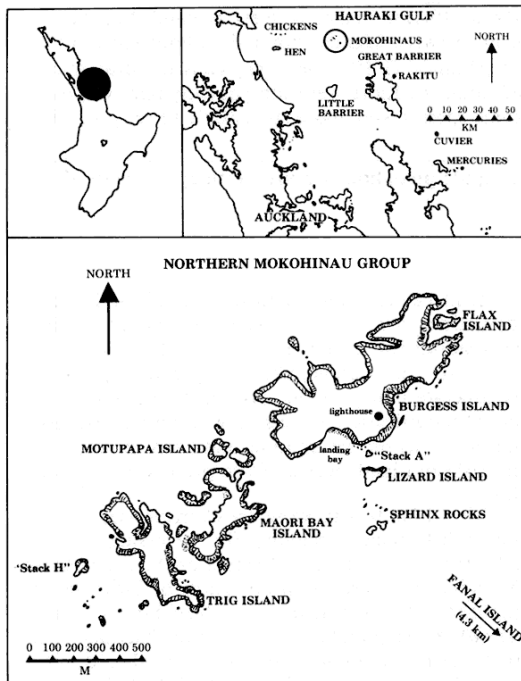 HAURAKI GULF
CHICKENS
HEN
MOKOHINAUS
NORTH
GREAT BARRIER
RAKITU
LITTLE
BARRIER
0 10 20 30 40 50
KM
CUVIER
MERCURIES
AUCKLAND
NORTHERN MOKOHINAU GROUP
NORTH
FLAX
ISLAND
lighthouse
BURGESS ISLAND
landing
bay
"Stack A"
MOTUPAPA ISLAND
LIZARD ISLAND
SPHINX ROCKS
MAORI BAY
ISLAND
'Stack H"
TRIG ISLAND
FANAL ISLAND
(4.3 km)
0 100 200 300 400 500
M